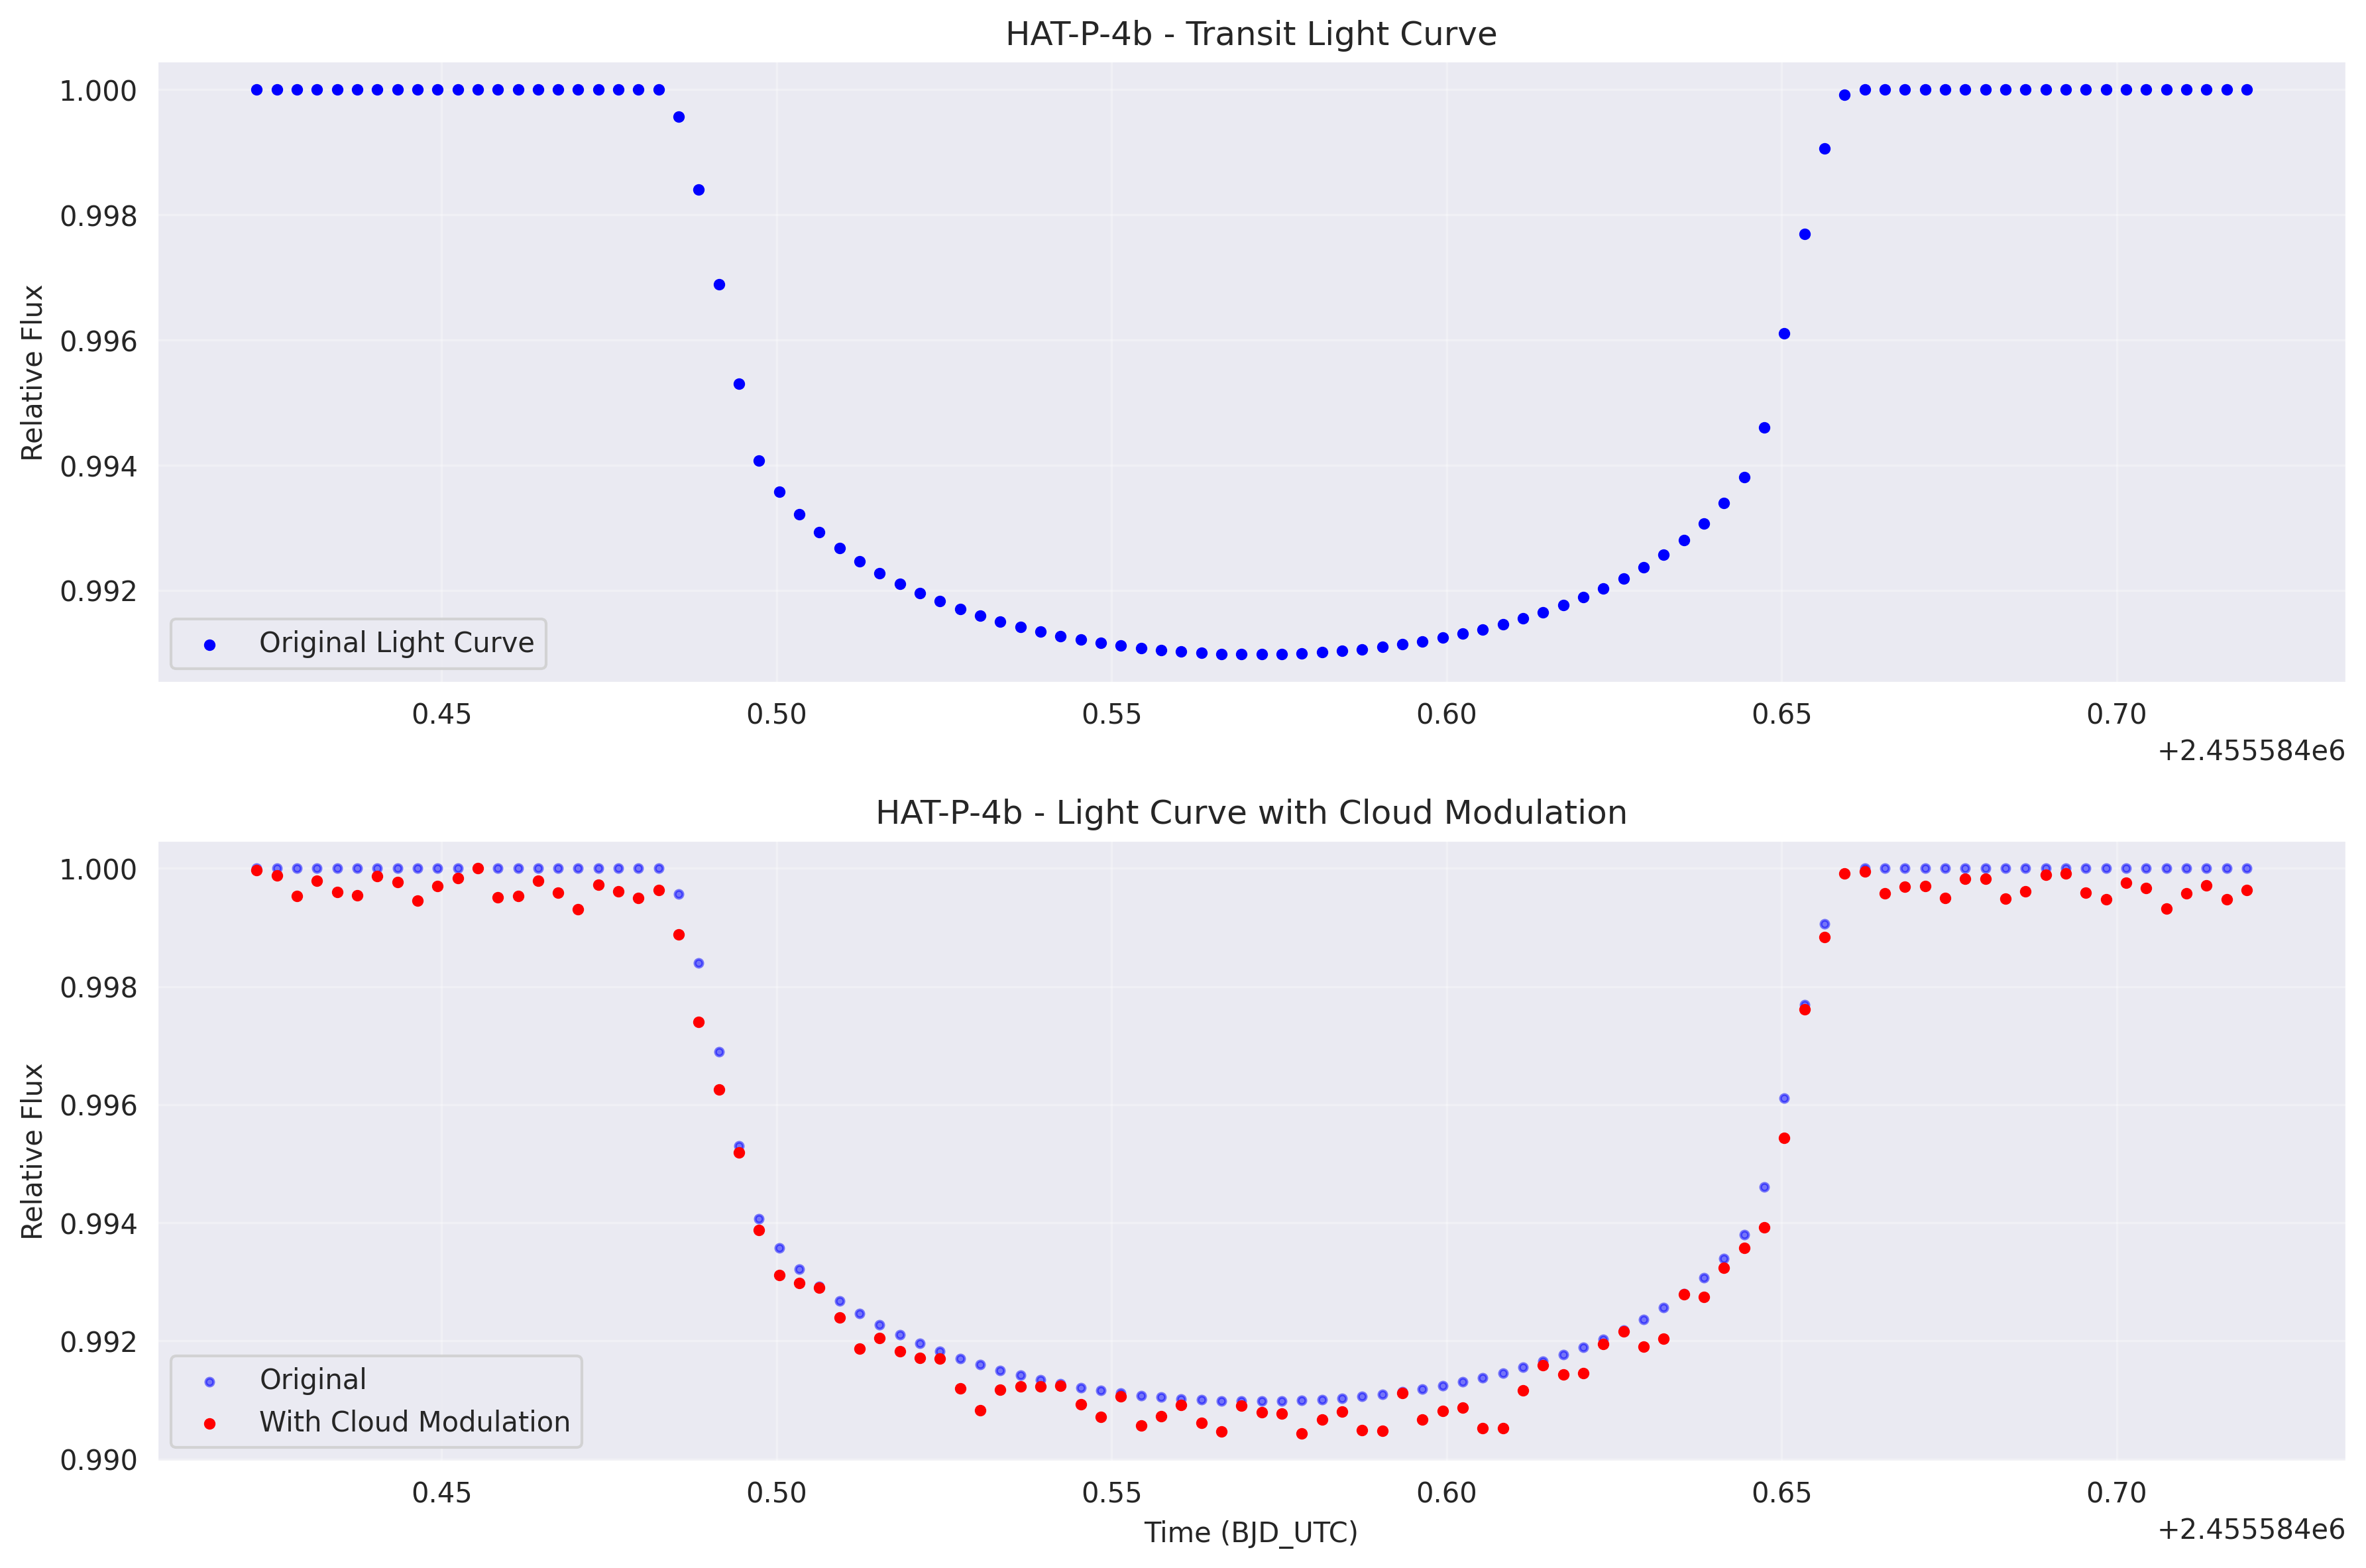 HAT-P-4b - Transit Light Curve
Relative Flux
1.000
0.998
0.996
0.994
0.992
Original Light Curve
0.45 0.50 0.55 0.60 0.65 0.70
+2.455584e6
HAT-P-4b - Light Curve with Cloud Modulation
Relative Flux
1.000
0.998
0.996
0.994
0.992
0.990
Original
With Cloud Modulation
0.45 0.50 0.55 0.60 0.65 0.70
Time (BJD_UTC)
+2.455584e6